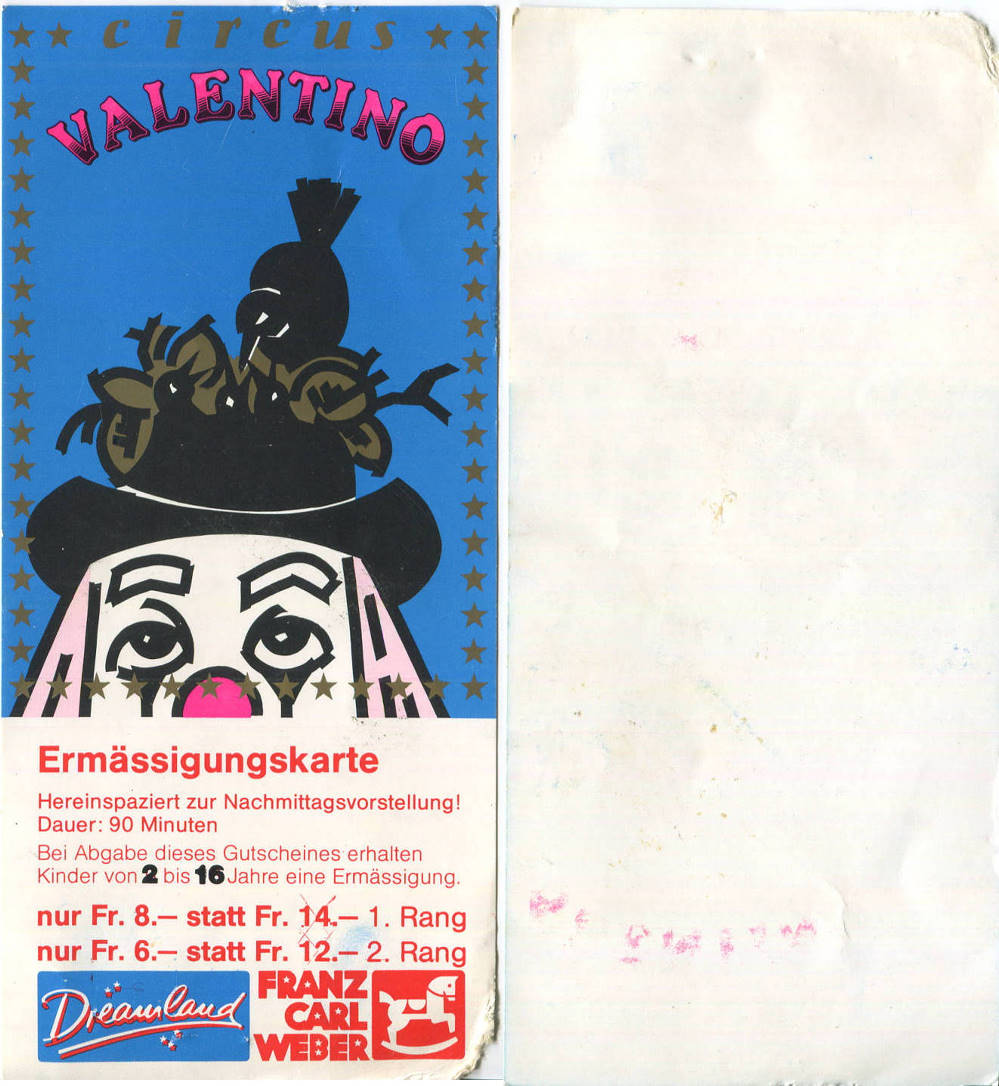 circus
VALENTINO
Ermässigungskarte
Hereinspaziert zur Nachmittagsvorstellung!
Dauer: 90 Minuten
Bei Abgabe dieses Gutscheines erhalten
Kinder von 2 bis 16 Jahre eine Ermässigung.
nur Fr. 8.– statt Fr. 14.– 1. Rang
nur Fr. 6.– statt Fr. 12.– 2. Rang
Dreamland
FRANZ
CARL
WEBER